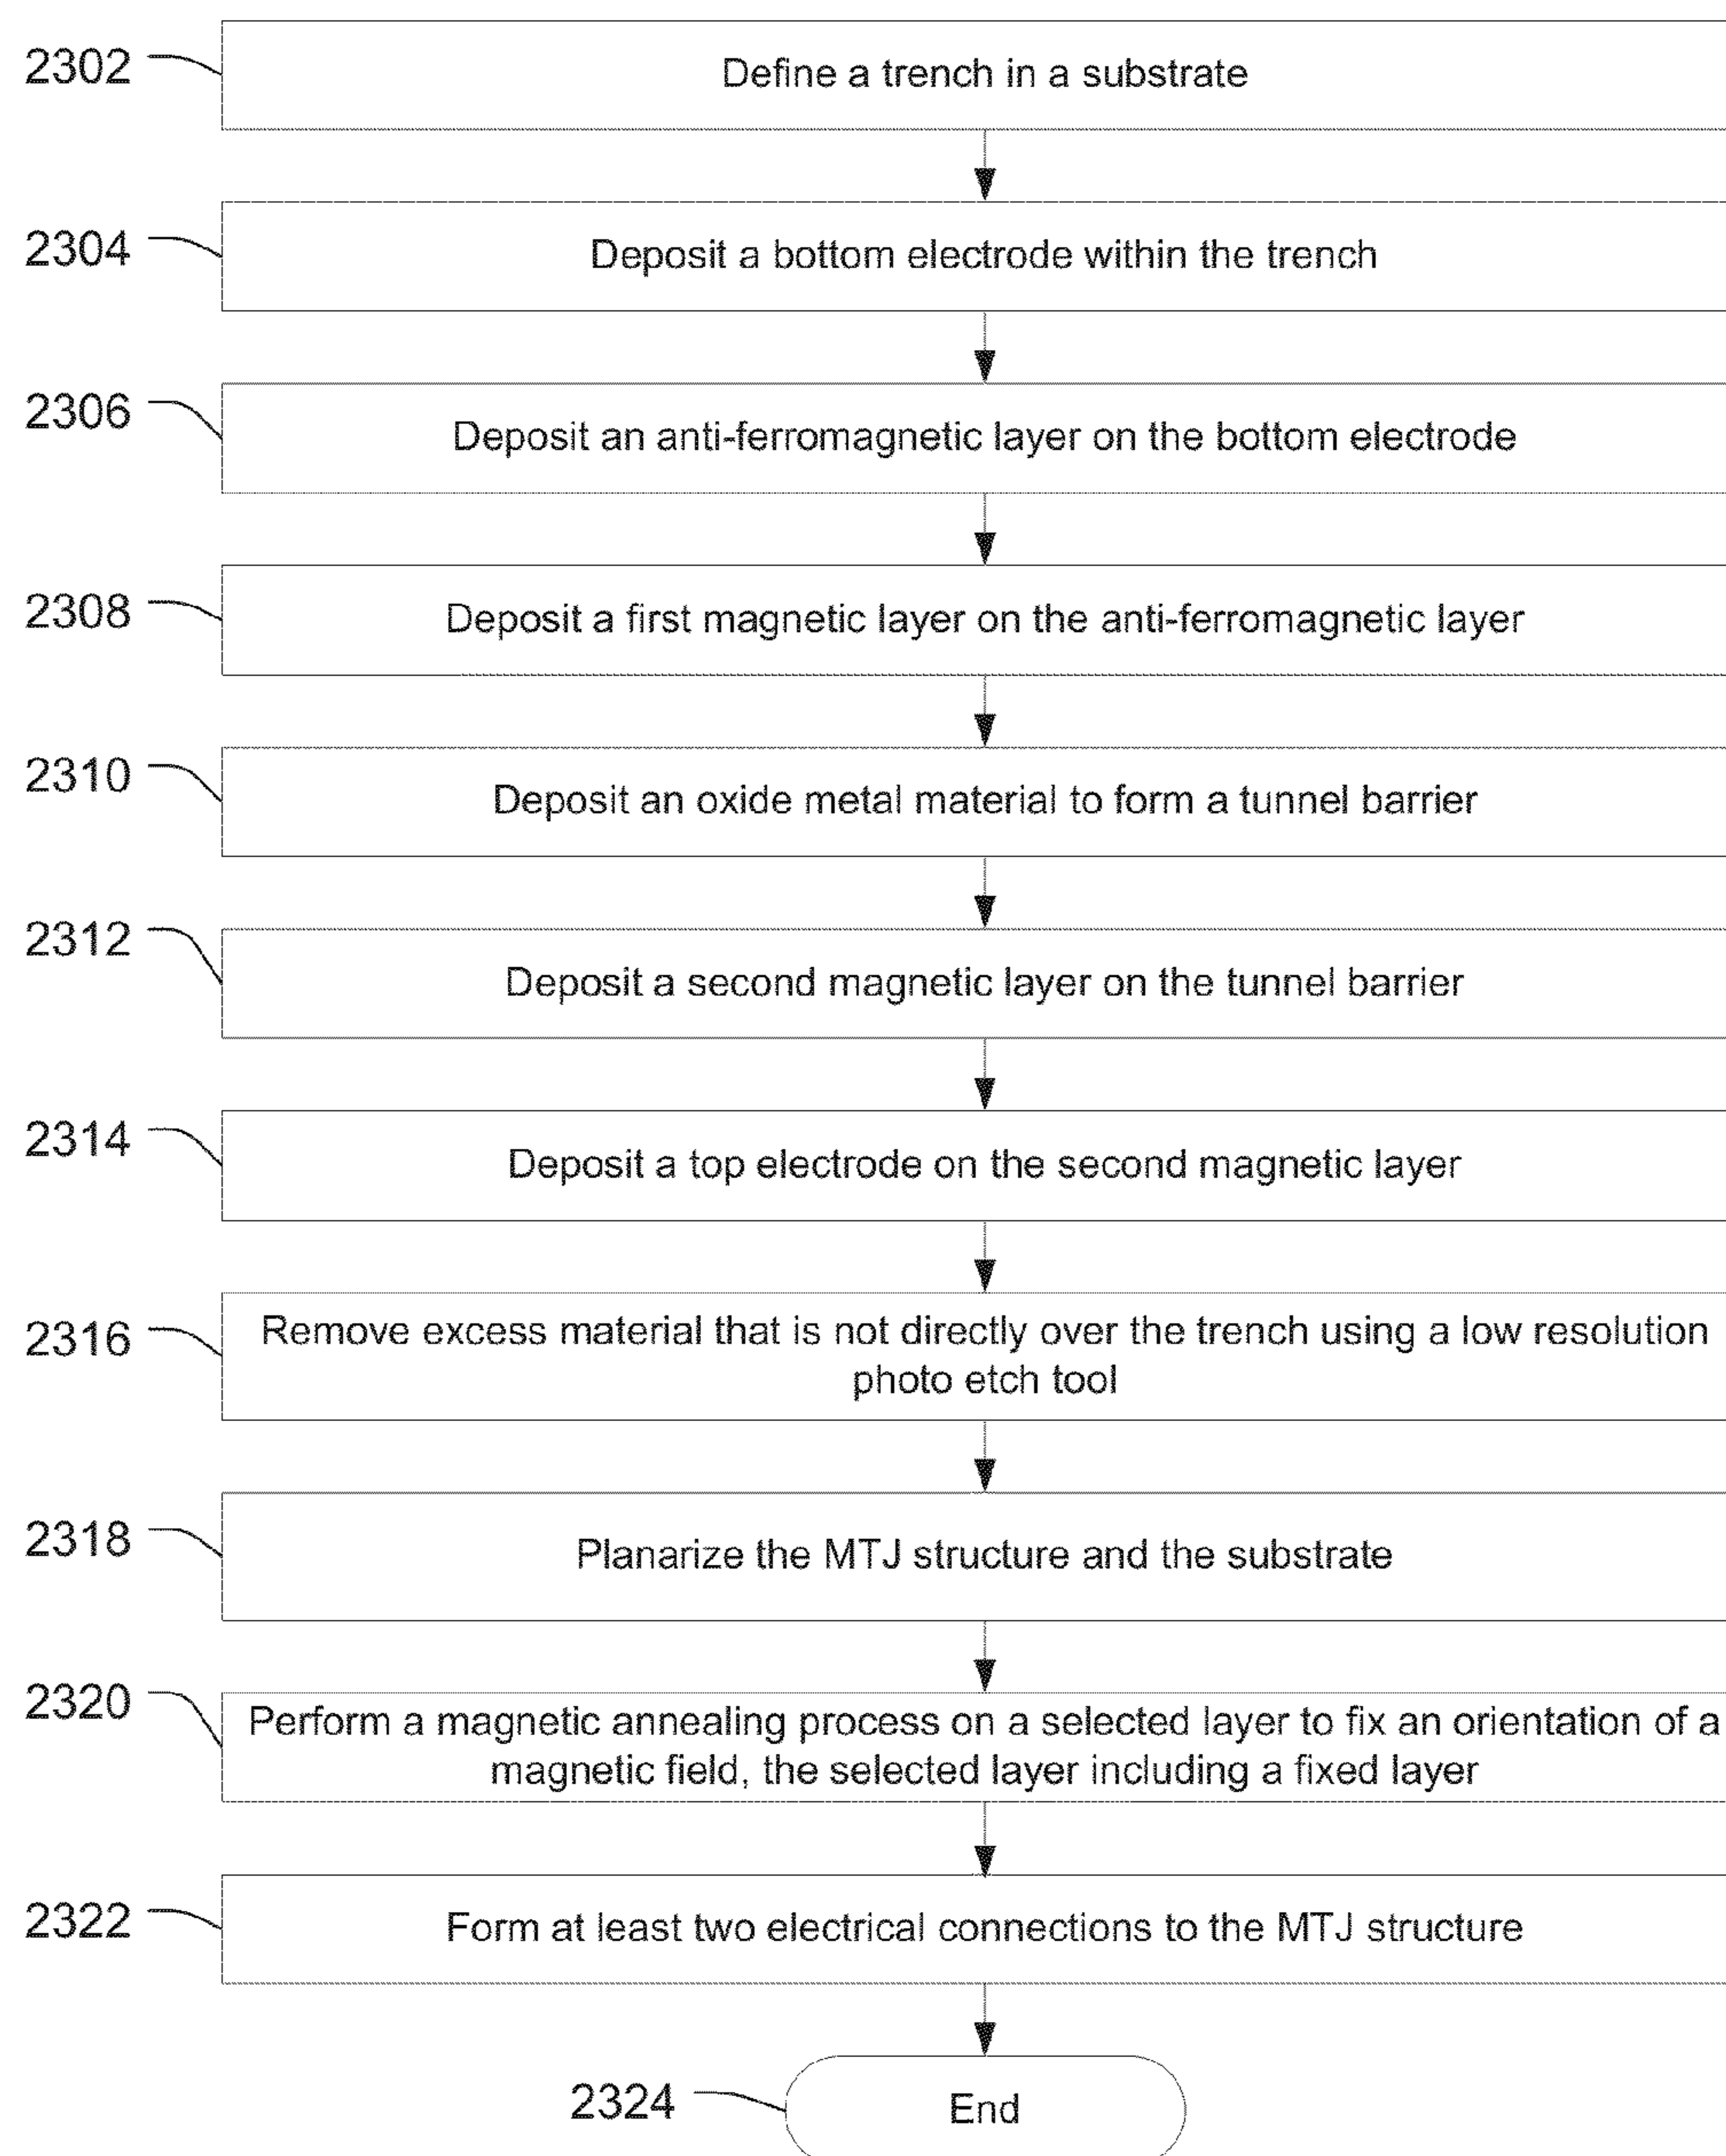 2302
Define a trench in a substrate
2304
Deposit a bottom electrode within the trench
2306
Deposit an anti-ferromagnetic layer on the bottom electrode
2308
Deposit a first magnetic layer on the anti-ferromagnetic layer
2310
Deposit an oxide metal material to form a tunnel barrier
2312
Deposit a second magnetic layer on the tunnel barrier
2314
Deposit a top electrode on the second magnetic layer
2316
Remove excess material that is not directly over the trench using a low resolution
photo etch tool
2318
Planarize the MTJ structure and the substrate
2320
Perform a magnetic annealing process on a selected layer to fix an orientation of a
magnetic field, the selected layer including a fixed layer
2322
Form at least two electrical connections to the MTJ structure
2324
End